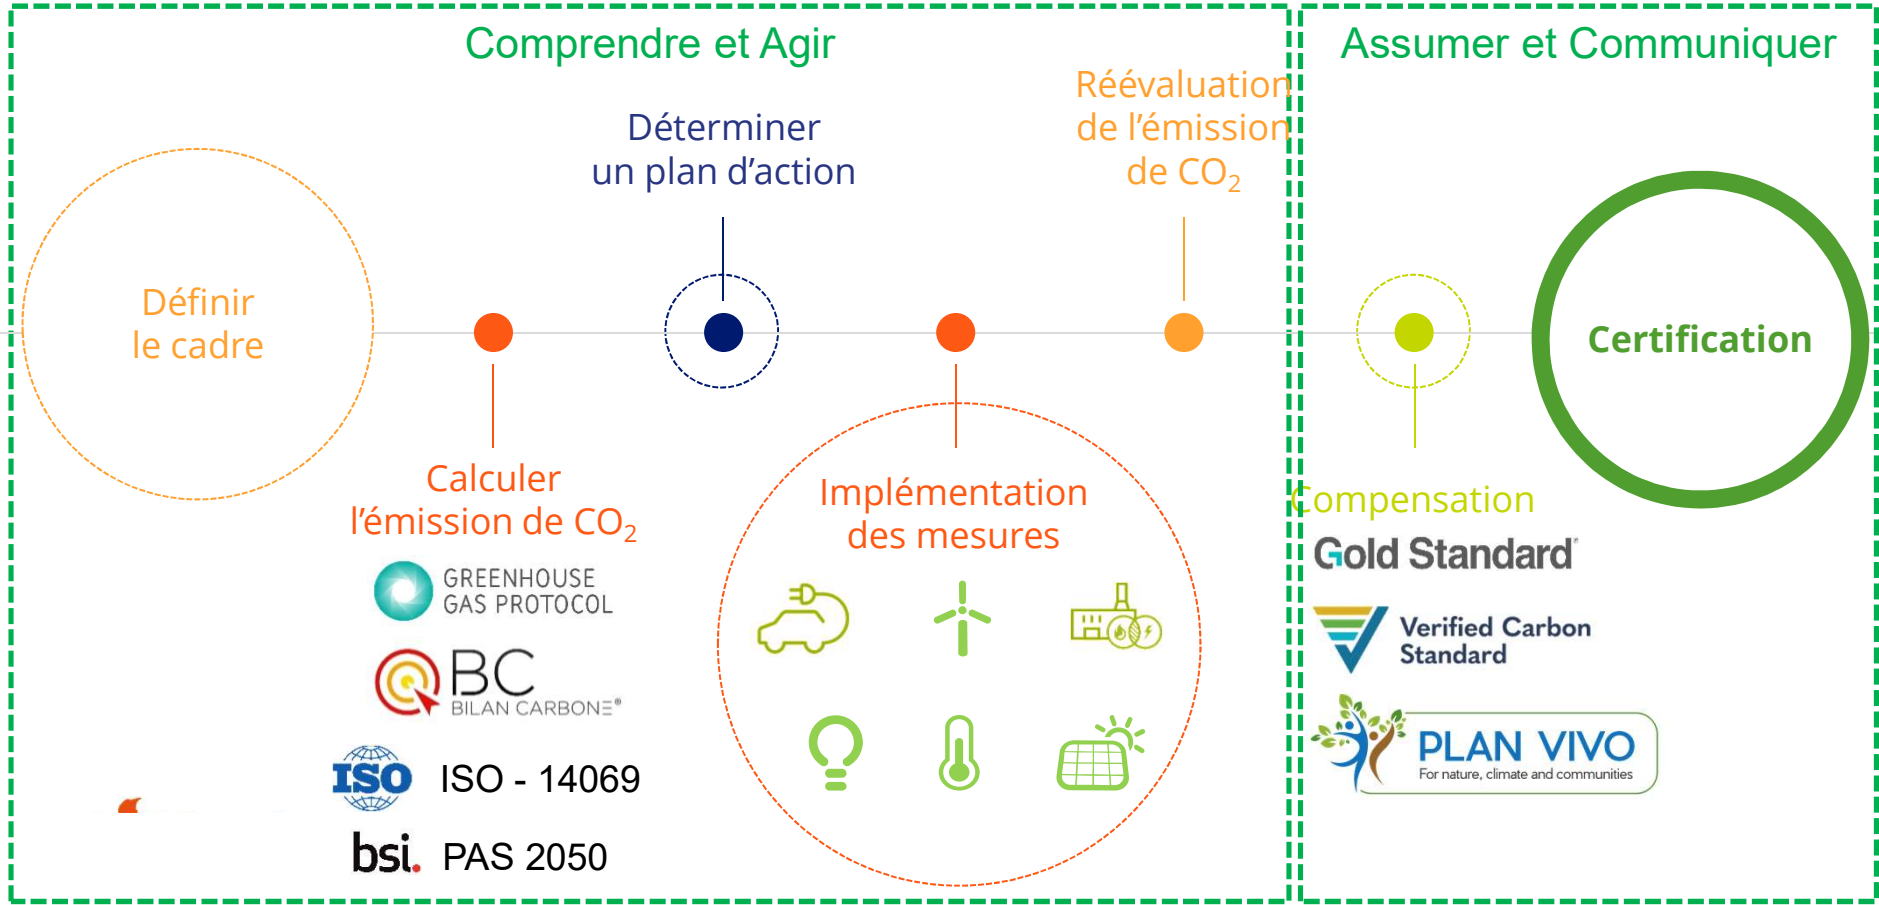 Comprendre et Agir
Assumer et Communiquer
Définir
le cadre
Calculer
l’émission de CO₂
GREENHOUSE
GAS PROTOCOL
BC
BILAN CARBONE®
ISO
ISO - 14069
bsi.
PAS 2050
Déterminer
un plan d’action
Implémentation
des mesures
Réévaluation
de l’émission
de CO₂
Compensation
Gold Standard
Verified Carbon
Standard
PLAN VIVO
For nature, climate and communities
Certification